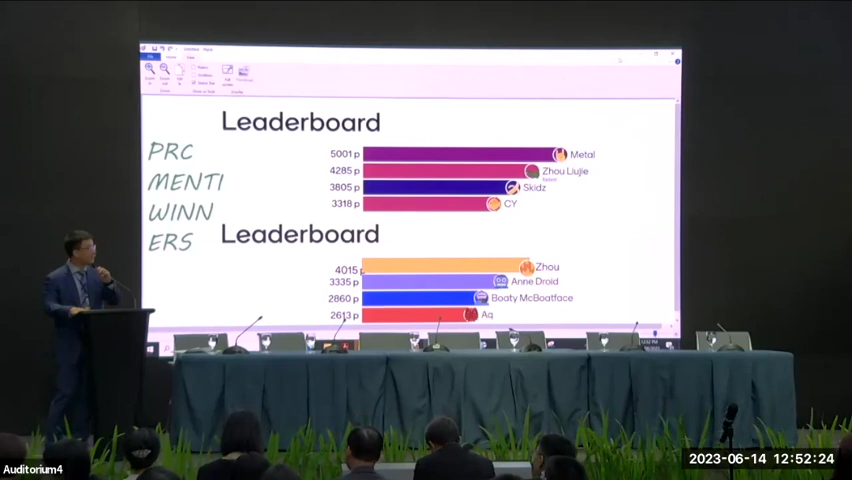 Leaderboard
PRC
MENTI
WINN
ERS
5001 p Metal
4285 p Zhou Liujie
3805 p Skidz
3318 p CY
Leaderboard
4015 p Zhou
3335 p Anne Droid
2860 p Boaty McBoatface
2613 p Aq
Auditorium4
2023-06-14 12:52:24